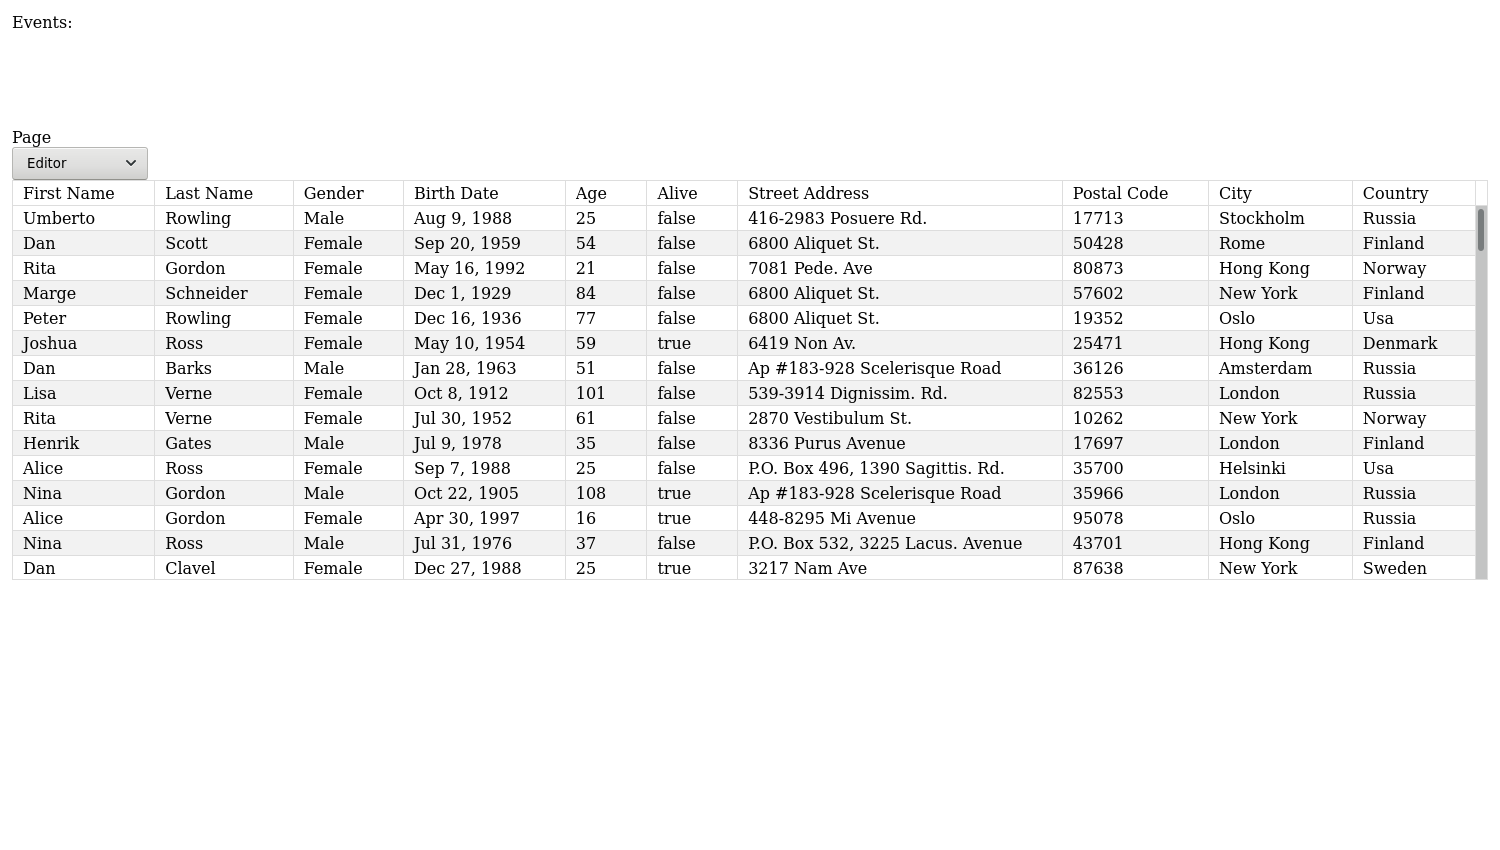 Events:
Page
Editor
First Name Last Name Gender Birth Date Age Alive Street Address Postal Code City Country
Umberto Rowling Male Aug 9, 1988 25 false 416-2983 Posuere Rd. 17713 Stockholm Russia
Dan Scott Female Sep 20, 1959 54 false 6800 Aliquet St. 50428 Rome Finland
Rita Gordon Female May 16, 1992 21 false 7081 Pede. Ave 80873 Hong Kong Norway
Marge Schneider Female Dec 1, 1929 84 false 6800 Aliquet St. 57602 New York Finland
Peter Rowling Female Dec 16, 1936 77 false 6800 Aliquet St. 19352 Oslo Usa
Joshua Ross Female May 10, 1954 59 true 6419 Non Av. 25471 Hong Kong Denmark
Dan Barks Male Jan 28, 1963 51 false Ap #183-928 Scelerisque Road 36126 Amsterdam Russia
Lisa Verne Female Oct 8, 1912 101 false 539-3914 Dignissim. Rd. 82553 London Russia
Rita Verne Female Jul 30, 1952 61 false 2870 Vestibulum St. 10262 New York Norway
Henrik Gates Male Jul 9, 1978 35 false 8336 Purus Avenue 17697 London Finland
Alice Ross Female Sep 7, 1988 25 false P.O. Box 496, 1390 Sagittis. Rd. 35700 Helsinki Usa
Nina Gordon Male Oct 22, 1905 108 true Ap #183-928 Scelerisque Road 35966 London Russia
Alice Gordon Female Apr 30, 1997 16 true 448-8295 Mi Avenue 95078 Oslo Russia
Nina Ross Male Jul 31, 1976 37 false P.O. Box 532, 3225 Lacus. Avenue 43701 Hong Kong Finland
Dan Clavel Female Dec 27, 1988 25 true 3217 Nam Ave 87638 New York Sweden